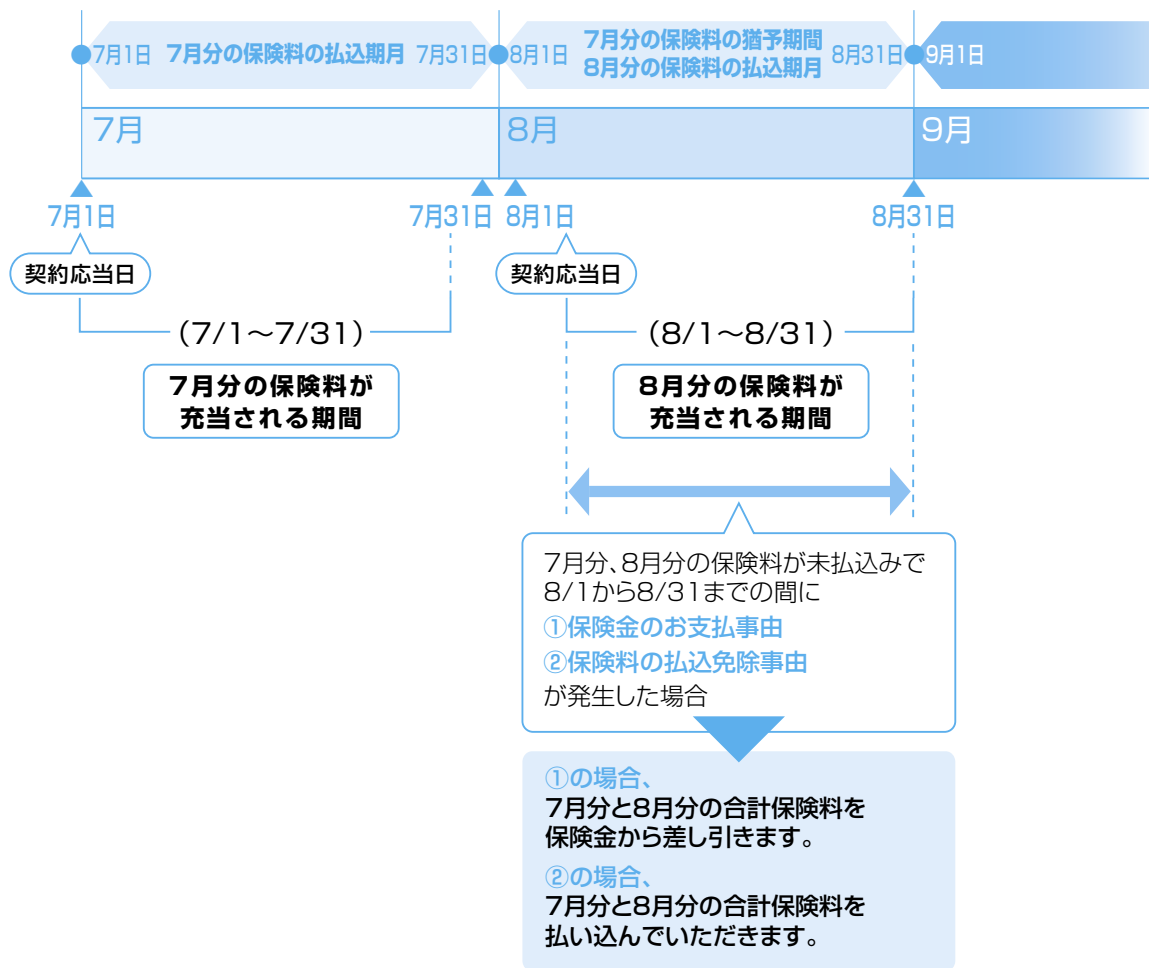 7月1日 7月分の保険料の払込期月 7月31日
8月1日 7月分の保険料の猶予期間
8月分の保険料の払込期月 8月31日
9月1日
7月
8月
9月
7月1日
7月31日
8月1日
8月31日
契約応当日
契約応当日
(7/1～7/31)
(8/1～8/31)
7月分の保険料が
充当される期間
8月分の保険料が
充当される期間
7月分、8月分の保険料が未払込みで
8/1から8/31までの間に
①保険金のお支払事由
②保険料の払込免除事由
が発生した場合
①の場合、
7月分と8月分の合計保険料を
保険金から差し引きます。
②の場合、
7月分と8月分の合計保険料を
払い込んでいただきます。